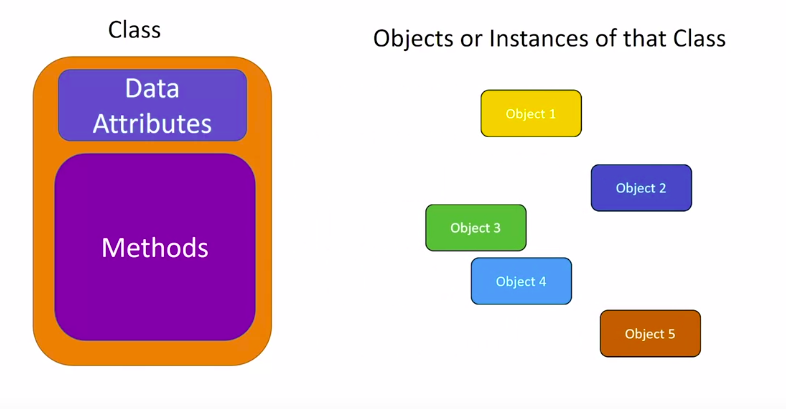 Class
Data
Attributes
Methods
Objects or Instances of that Class
Object 1
Object 2
Object 3
Object 4
Object 5